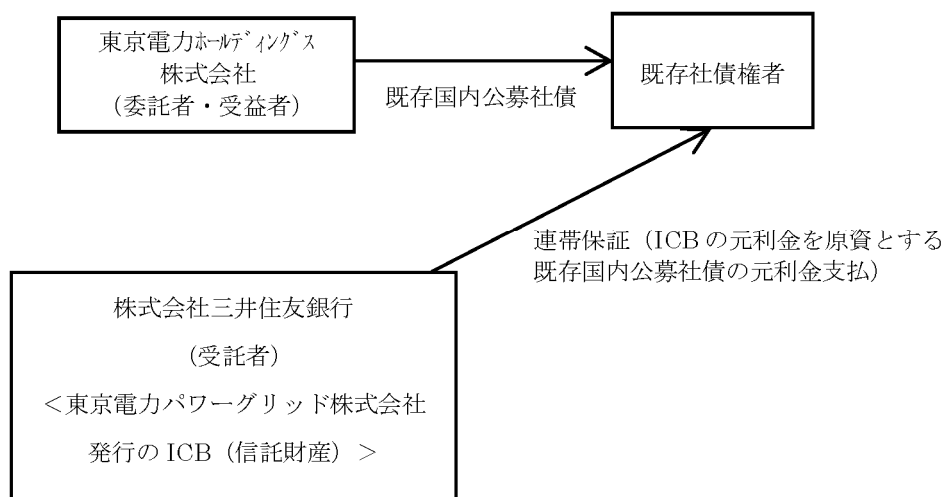 東京電力ホールディングス
株式会社
（委託者・受益者）
既存国内公募社債
既存社債権者
連帯保証（ICB の元利金を原資とする
既存国内公募社債の元利金支払）
株式会社三井住友銀行
（受託者）
＜東京電力パワーグリッド株式会社
発行の ICB（信託財産）＞